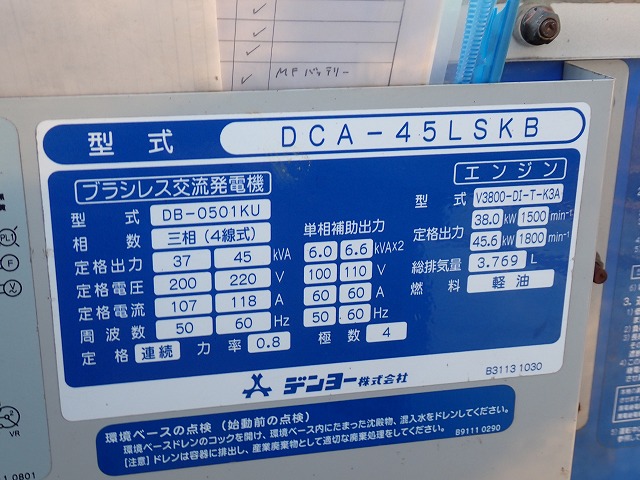 MFバッテリー
型式 DCA-45LSKB
ブラシレス交流発電機
型式 DB-0501KU
相数 三相(4線式)
定格出力 37 45 kVA
定格電圧 200 220 V
定格電流 107 118 A
周波数 50 60 Hz
定格 連続 力率 0.8
単相補助出力
6.0 6.6 kVA×2
100 110 V
60 60 A
50 60 Hz
極数 4
エンジン
型式 V3800-DI-T-K3A
定格出力 38.0 kW 1500 min⁻¹
45.6 kW 1800 min⁻¹
総排気量 3.769 L
燃料 軽油
デンヨー株式会社
B31131030
環境ベースの点検(始動前の点検)
環境ベースドレンのコックを開け、環境ベース内にたまった沈殿物、混入水をドレンしてください。
[注意]ドレンは容器に排出し、産業廃棄物として適切な廃棄処理をしてください。
B91110290
PL1
F
V
VR
1 0801